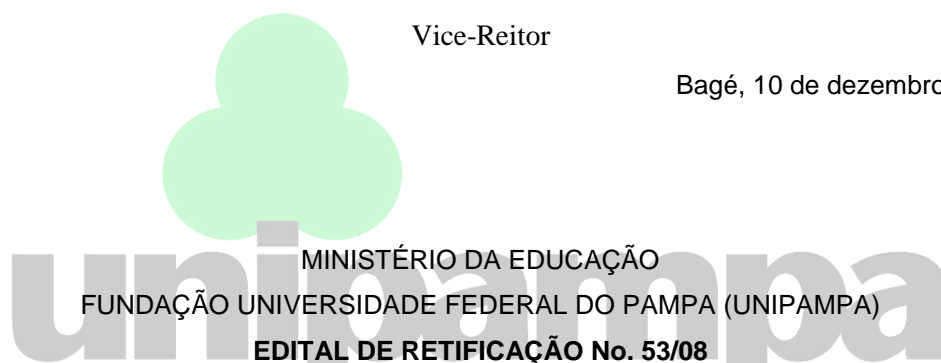 Vice-Reitor
Bagé, 10 de dezembro
MINISTÉRIO DA EDUCAÇÃO
FUNDAÇÃO UNIVERSIDADE FEDERAL DO PAMPA (UNIPAMPA)
unipampa
EDITAL DE RETIFICAÇÃO No. 53/08